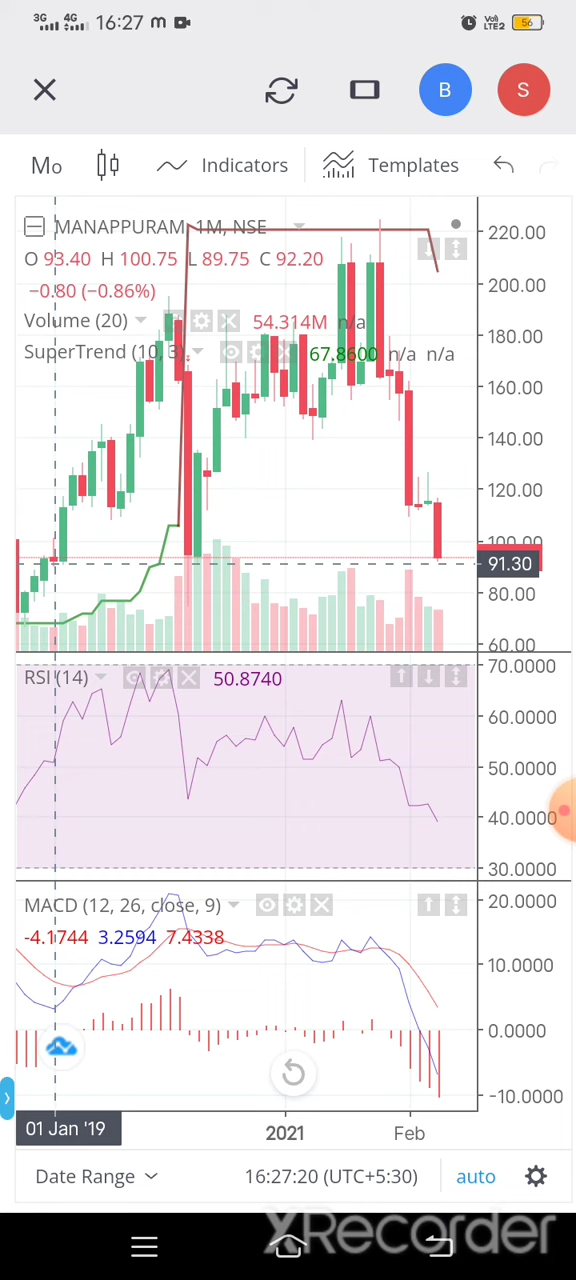 3G 4G 16:27 m VoB LTE2 56
B S
Mo Indicators Templates
MANAPPURAM, 1M, NSE
O 93.40 H 100.75 L 89.75 C 92.20
−0.80 (−0.86%)
Volume (20) 54.314M n/a
SuperTrend (10, 3) 67.8600 n/a n/a
220.00
200.00
180.00
160.00
140.00
120.00
100.00
91.30
80.00
60.00
RSI (14) 50.8740
70.0000
60.0000
50.0000
40.0000
30.0000
MACD (12, 26, close, 9)
-4.1744 3.2594 7.4338
20.0000
10.0000
0.0000
-10.0000
01 Jan '19 2021 Feb
Date Range 16:27:20 (UTC+5:30) auto
XRecorder